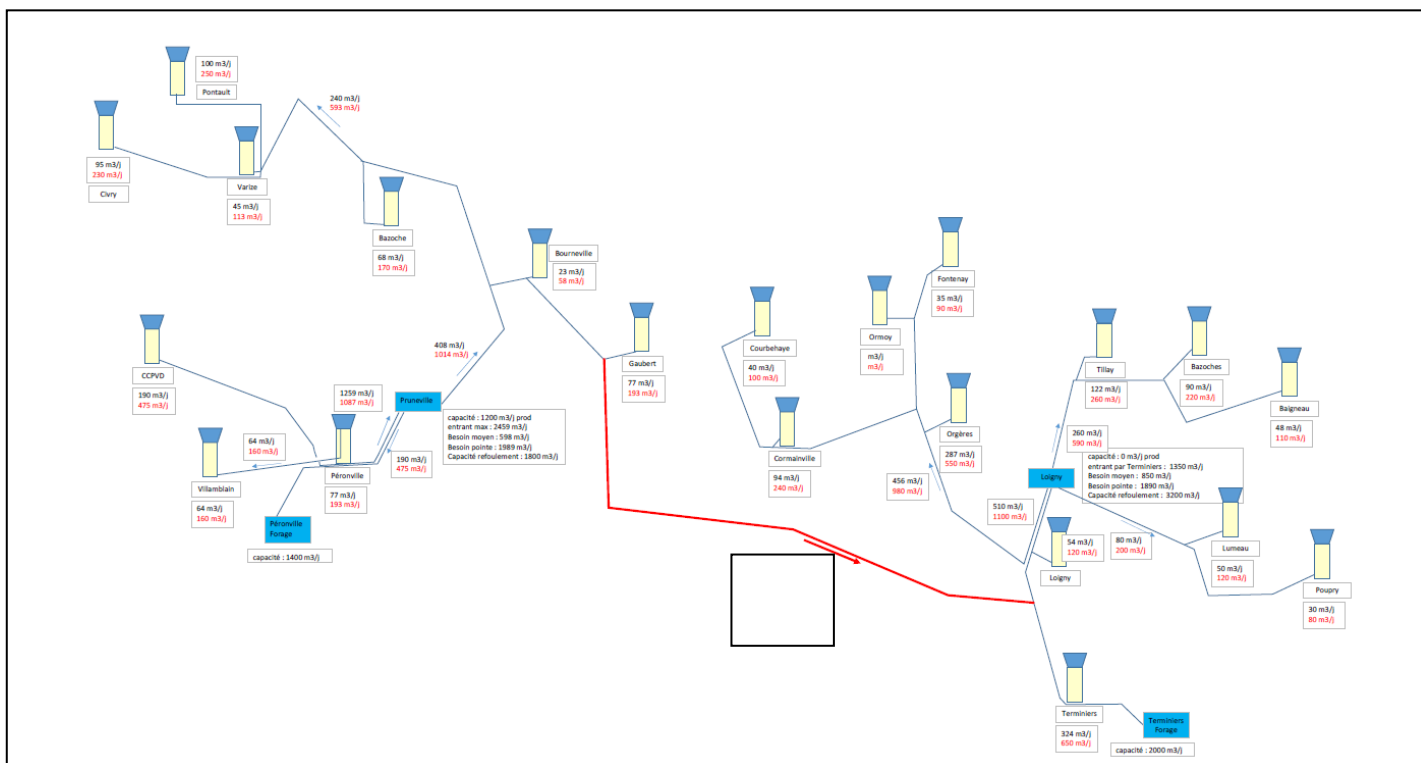 100 m3/j
250 m3/j
Pontault
240 m3/j
593 m3/j
95 m3/j
230 m3/j
Civry
Varize
45 m3/j
113 m3/j
Bazoche
68 m3/j
170 m3/j
Bourneville
23 m3/j
58 m3/j
Fontenay
35 m3/j
90 m3/j
Ormoy
m3/j
m3/j
Courbehaye
40 m3/j
100 m3/j
Gaubert
77 m3/j
193 m3/j
408 m3/j
1014 m3/j
CCPVD
190 m3/j
475 m3/j
1259 m3/j
1087 m3/j
Pruneville
capacité : 1200 m3/j prod
entrant max : 2459 m3/j
Besoin moyen : 598 m3/j
Besoin pointe : 1989 m3/j
Capacité refoulement : 1800 m3/j
64 m3/j
160 m3/j
190 m3/j
475 m3/j
Villamblain
64 m3/j
160 m3/j
Péronville
77 m3/j
193 m3/j
Péronville
Forage
capacité : 1400 m3/j
Tillay
122 m3/j
260 m3/j
Bazoches
90 m3/j
220 m3/j
Baigneau
48 m3/j
110 m3/j
Orgères
287 m3/j
550 m3/j
Cormainville
94 m3/j
240 m3/j
456 m3/j
980 m3/j
260 m3/j
590 m3/j
Loigny
capacité : 0 m3/j prod
entrant par Terminiers : 1350 m3/j
Besoin moyen : 850 m3/j
Besoin pointe : 1890 m3/j
Capacité refoulement : 3200 m3/j
510 m3/j
1100 m3/j
54 m3/j
120 m3/j
Loigny
80 m3/j
200 m3/j
Lumeau
50 m3/j
120 m3/j
Poupry
30 m3/j
80 m3/j
Terminiers
324 m3/j
650 m3/j
Terminiers
Forage
capacité : 2000 m3/j